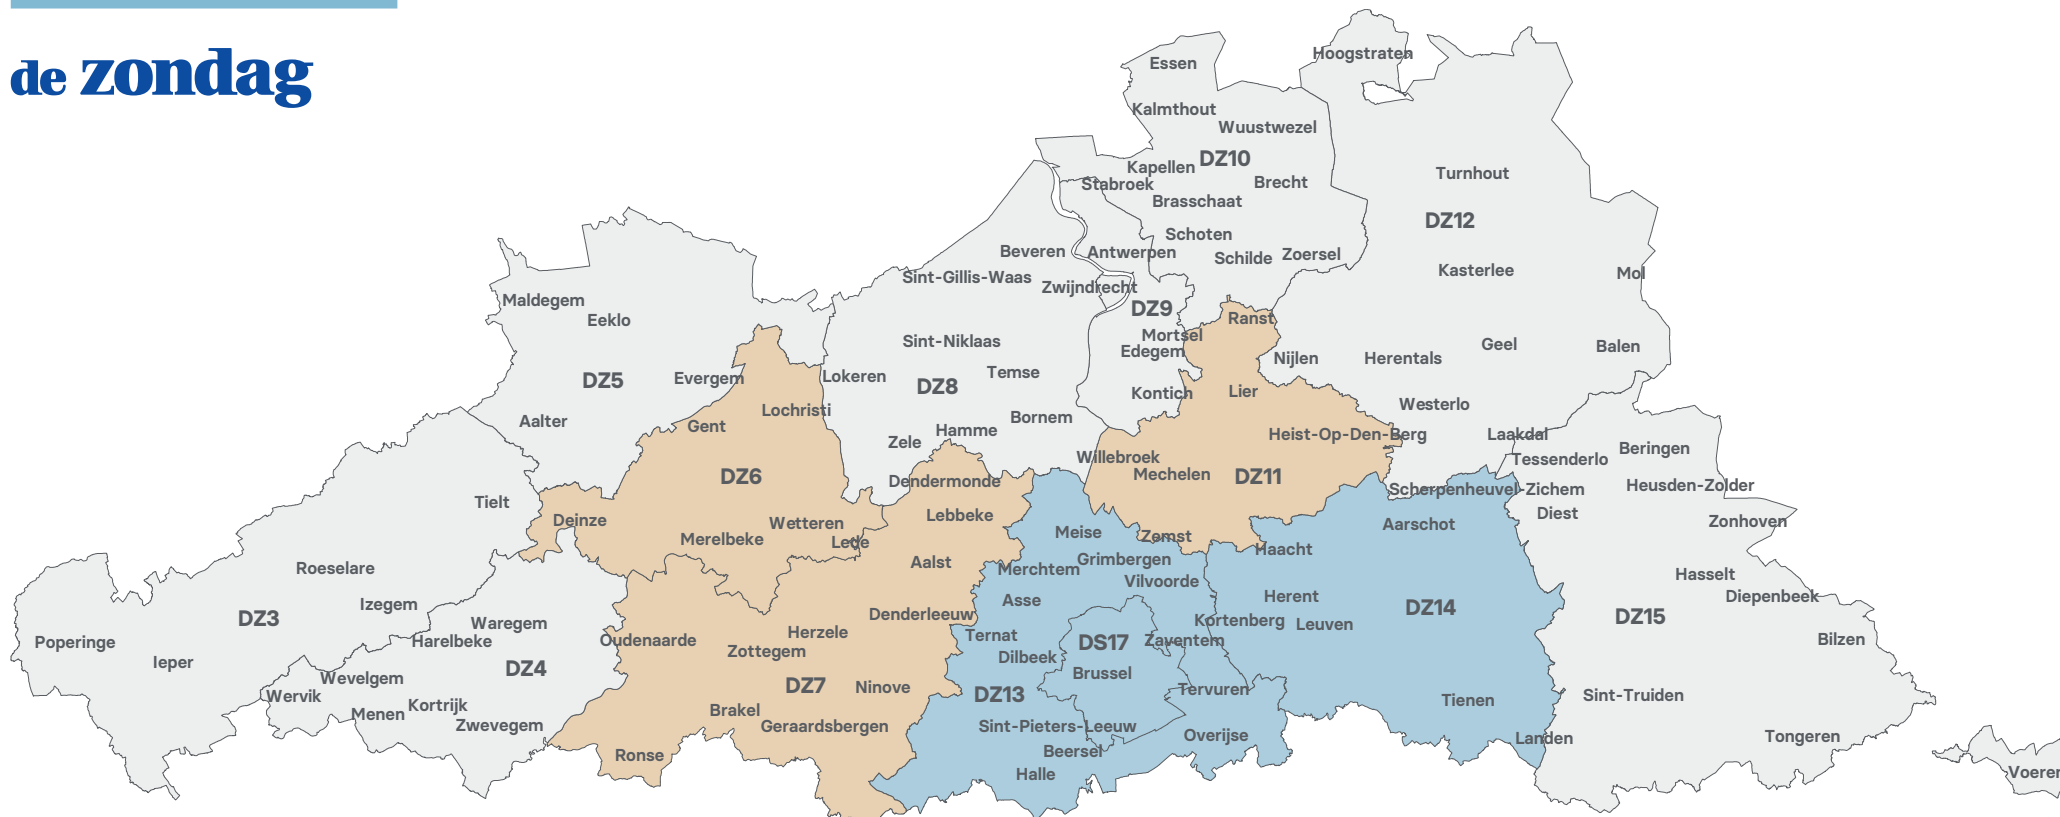 de zondag
Hoogstraten
Essen
Kalmthout
Wuustwezel
DZ10
Kapellen
Stabroek
Brecht
Brasschaat
Schoten
Schilde
Zoersel
Turnhout
DZ12
Kasterlee
Mol
Geel
Balen
Herentals
Nijlen
Westerlo
Laakdal
Beveren
Antwerpen
Sint-Gillis-Waas
Zwijndrecht
DZ9
Mortsel
Edegem
Kontich
Sint-Niklaas
Temse
Lokeren
DZ8
Bornem
Hamme
Zele
Maldegem
Eeklo
DZ5
Evergem
Aalter
Lochristi
Gent
DZ6
Deinze
Wetteren
Merelbeke
Lede
Ranst
Lier
Heist-Op-Den-Berg
Willebroek
Mechelen
DZ11
Zemst
Dendermonde
Lebbeke
Aalst
Denderleeuw
Herzele
Oudenaarde
Zottegem
DZ7
Ninove
Brakel
Geraardsbergen
Ronse
Tielt
Roeselare
Izegem
DZ3
Poperinge
Ieper
Waregem
Harelbeke
DZ4
Wevelgem
Wervik
Menen
Kortrijk
Zwevegem
Meise
Grimbergen
Merchtem
Vilvoorde
Asse
Ternat
Dilbeek
DS17
Zaventem
Brussel
DZ13
Tervuren
Sint-Pieters-Leeuw
Overijse
Beersel
Halle
Scherpenheuvel-Zichem
Aarschot
Haacht
Herent
DZ14
Kortenberg
Leuven
Tienen
Landen
Tessenderlo
Beringen
Heusden-Zolder
Diest
Zonhoven
Hasselt
Diepenbeek
DZ15
Bilzen
Sint-Truiden
Tongeren
Voeren